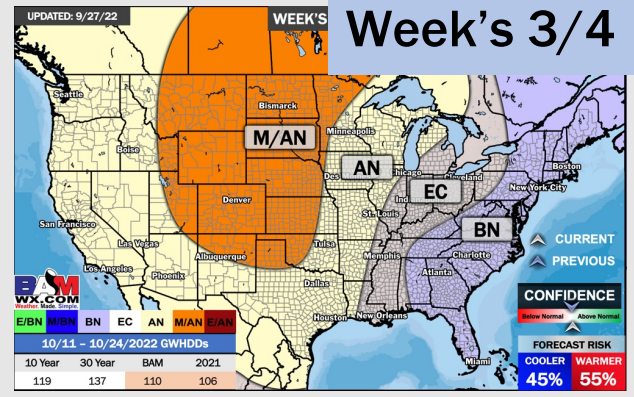 UPDATED: 9/27/22
WEEK'S
Week's 3/4
Seattle
Bismarck
M/AN
Minneapolis
Boise
AN
Boston
Des
Chicago
Cleveland
EC
New York City
Denver
Ind
St. Louis
BN
San Francisco
Las Vegas
Tulsa
Memphis
Charlotte
Albuquerque
Los Angeles
Phoenix
Atlanta
Dallas
Houston
New Orleans
Miami
CURRENT
PREVIOUS
BAM
WX.COM
Weather. Made. Simple.
E/BN M/BN BN EC AN M/AN E/AN
10/11 – 10/24/2022 GWHDDs
10 Year 30 Year BAM 2021
119 137 110 106
CONFIDENCE
Below Normal Above Normal
FORECAST RISK
COOLER WARMER
45% 55%